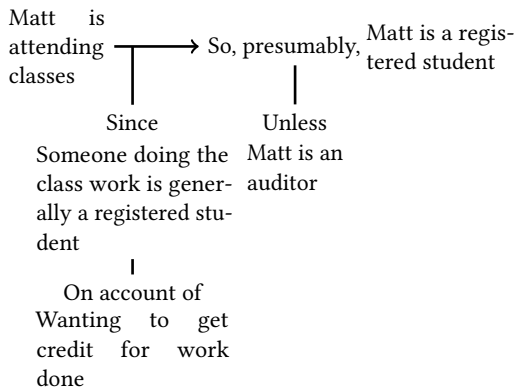 Matt is
attending
classes
So, presumably,
Matt is a regis-
tered student
Since
Someone doing the
class work is gener-
ally a registered stu-
dent
Unless
Matt is an
auditor
On account of
Wanting to get
credit for work
done